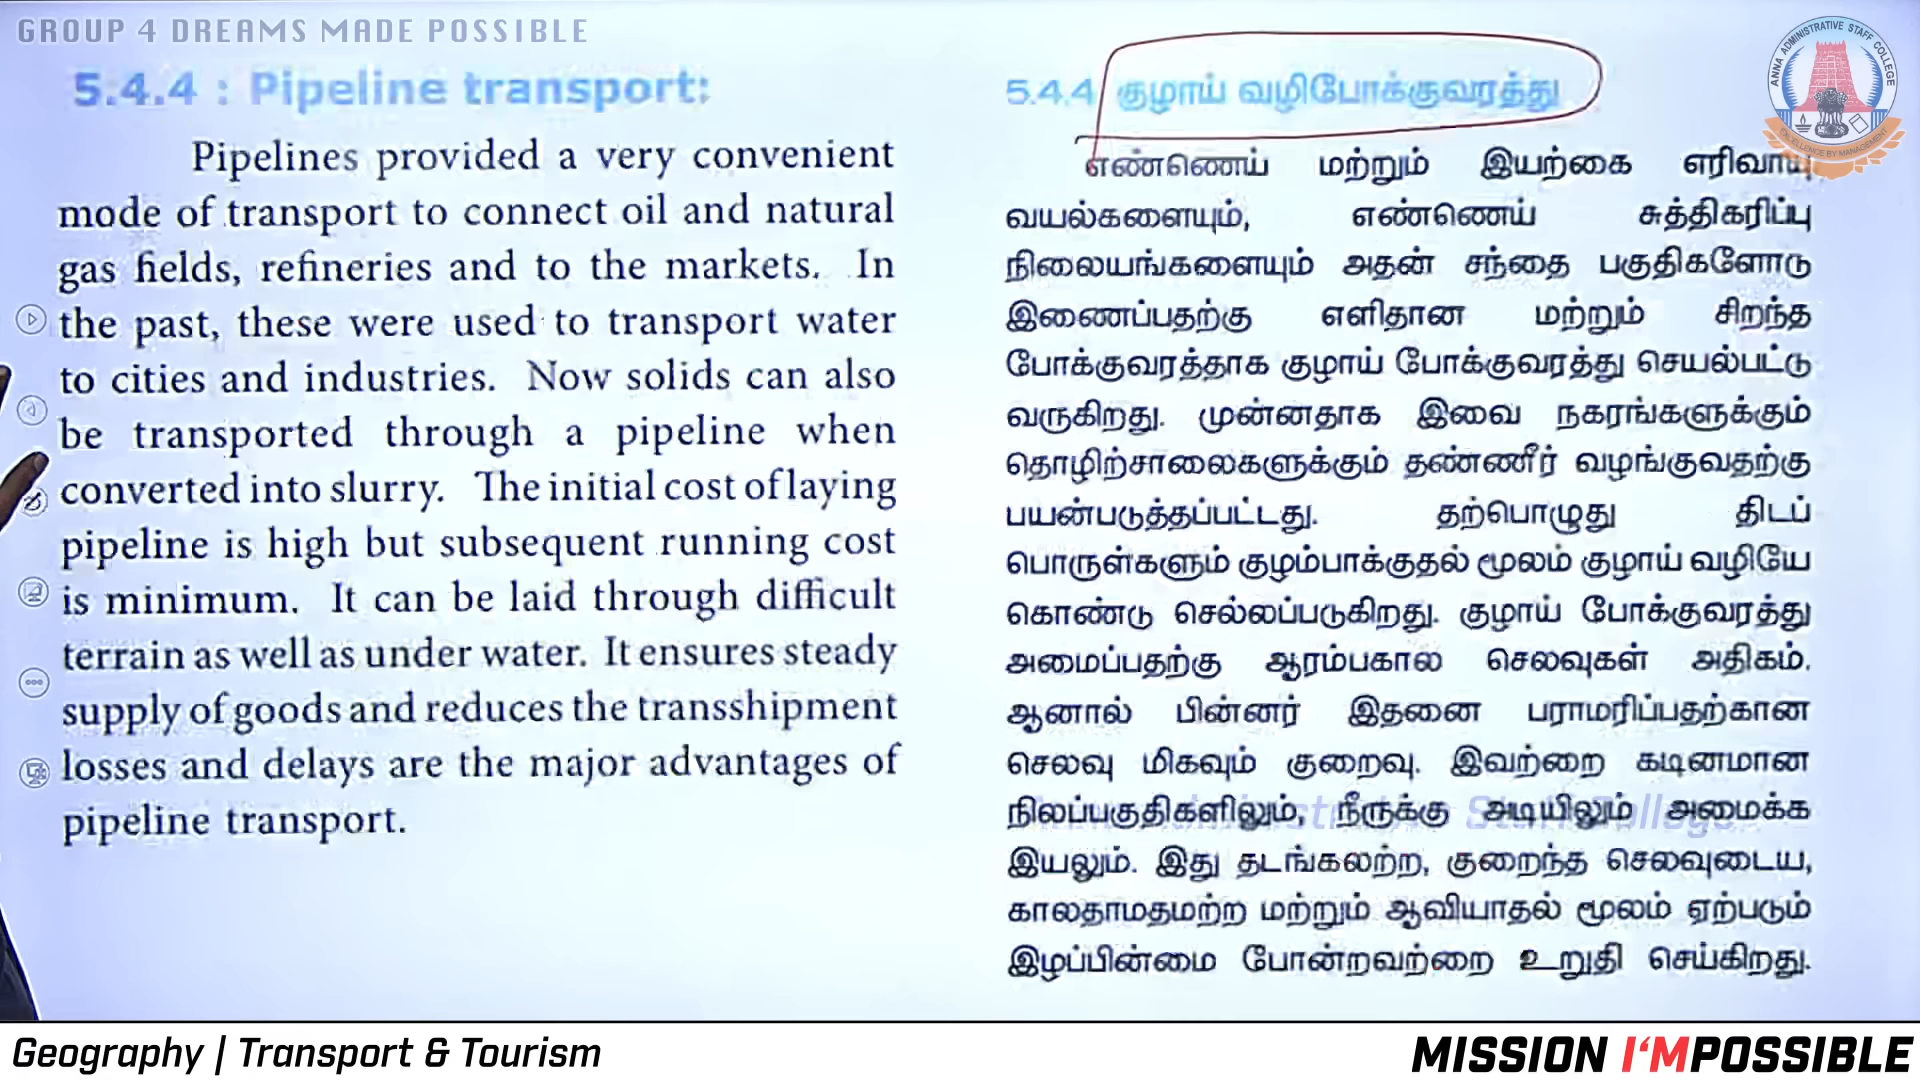 GROUP 4 DREAMS MADE POSSIBLE
5.4.4 : Pipeline transport:
Pipelines provided a very convenient
mode of transport to connect oil and natural
gas fields, refineries and to the markets. In
the past, these were used to transport water
to cities and industries. Now solids can also
be transported through a pipeline when
converted into slurry. The initial cost of laying
pipeline is high but subsequent running cost
is minimum. It can be laid through difficult
terrain as well as under water. It ensures steady
supply of goods and reduces the transshipment
losses and delays are the major advantages of
pipeline transport.
5.4.4 குழாய் வழிபோக்குவரத்து
எண்ணெய் மற்றும் இயற்கை எரிவாயு
வயல்களையும், எண்ணெய் சுத்திகரிப்பு
நிலையங்களையும் அதன் சந்தை பகுதிகளோடு
இணைப்பதற்கு எளிதான மற்றும் சிறந்த
போக்குவரத்தாக குழாய் போக்குவரத்து செயல்பட்டு
வருகிறது. முன்னதாக இவை நகரங்களுக்கும்
தொழிற்சாலைகளுக்கும் தண்ணீர் வழங்குவதற்கு
பயன்படுத்தப்பட்டது. தற்பொழுது திடப்
பொருள்களும் குழம்பாக்குதல் மூலம் குழாய் வழியே
கொண்டு செல்லப்படுகிறது. குழாய் போக்குவரத்து
அமைப்பதற்கு ஆரம்பகால செலவுகள் அதிகம்.
ஆனால் பின்னர் இதனை பராமரிப்பதற்கான
செலவு மிகவும் குறைவு. இவற்றை கடினமான
நிலப்பகுதிகளிலும், நீருக்கு அடியிலும் அமைக்க
இயலும். இது தடங்கலற்ற, குறைந்த செலவுடைய,
காலதாமதமற்ற மற்றும் ஆவியாதல் மூலம் ஏற்படும்
இழப்பின்மை போன்றவற்றை உறுதி செய்கிறது.
ANNA ADMINISTRATIVE STAFF COLLEGE
EXCELLENCE BY MANAGEMENT
Geography | Transport & Tourism
MISSION I'MPOSSIBLE